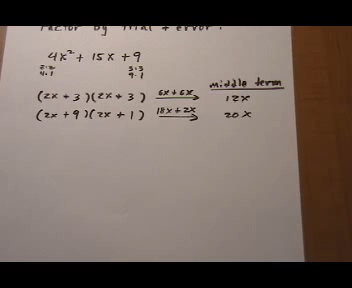 Factor by trial + error.
4x² + 15x + 9
2·2 3·3
4·1 9·1
middle term
(2x + 3)(2x + 3) 6x+6x 12x
(2x + 9)(2x + 1) 18x+2x 20x